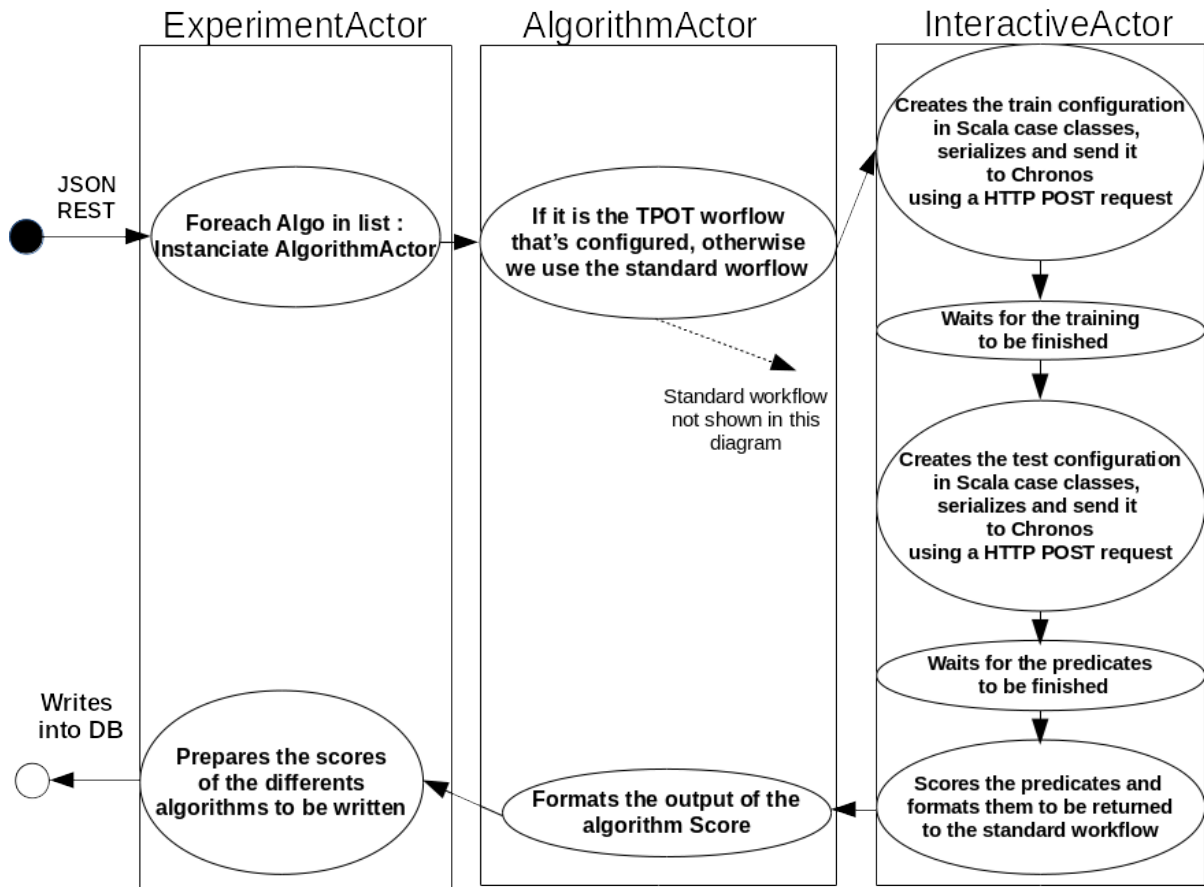 ExperimentActor
AlgorithmActor
InteractiveActor
JSON
REST
Foreach Algo in list :
Instanciate AlgorithmActor
If it is the TPOT worflow
that's configured, otherwise
we use the standard worflow
Standard workflow
not shown in this
diagram
Creates the train configuration
in Scala case classes,
serializes and send it
to Chronos
using a HTTP POST request
Waits for the training
to be finished
Creates the test configuration
in Scala case classes,
serializes and send it
to Chronos
using a HTTP POST request
Waits for the predicates
to be finished
Scores the predicates and
formats them to be returned
to the standard workflow
Formats the output of the
algorithm Score
Prepares the scores
of the differents
algorithms to be written
Writes
into DB